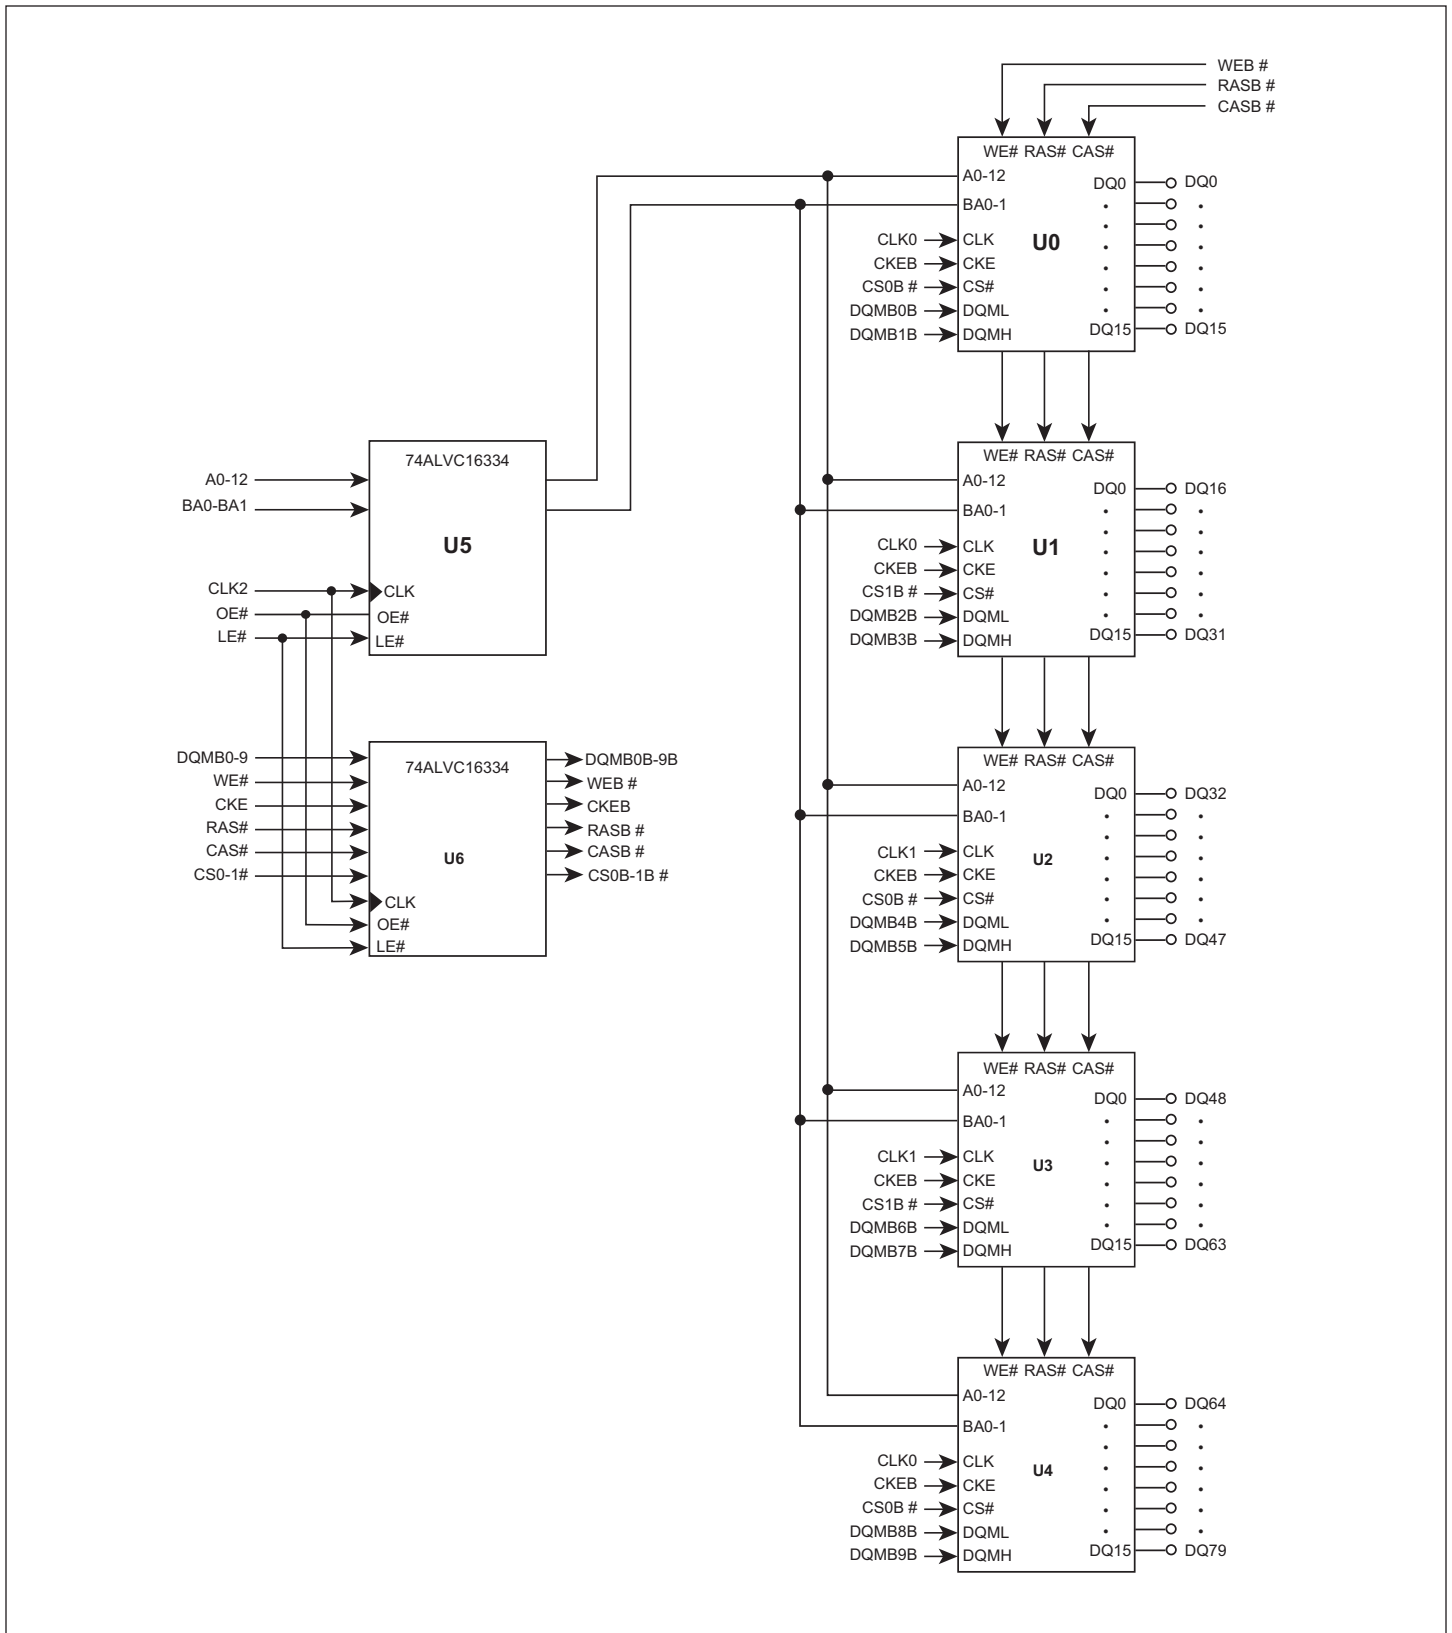 WEB #
RASB #
CASB #
WE# RAS# CAS#
A0-12
DQ0 DQ0
BA0-1
U0
CLK0 CLK
CKEB CKE
CS0B # CS#
DQMB0B DQML
DQMB1B DQMH
DQ15 DQ15
74ALVC16334
A0-12
BA0-BA1
U5
CLK2 CLK
OE# OE#
LE# LE#
WE# RAS# CAS#
A0-12
DQ0 DQ16
BA0-1
U1
CLK0 CLK
CKEB CKE
CS1B # CS#
DQMB2B DQML
DQMB3B DQMH
DQ15 DQ31
74ALVC16334
DQMB0-9 DQMB0B-9B
WE# WEB #
CKE CKEB
RAS# RASB #
CAS# CASB #
U6
CS0-1# CS0B-1B #
CLK
OE#
LE#
WE# RAS# CAS#
A0-12
DQ0 DQ32
BA0-1
U2
CLK1 CLK
CKEB CKE
CS0B # CS#
DQMB4B DQML
DQMB5B DQMH
DQ15 DQ47
WE# RAS# CAS#
A0-12
DQ0 DQ48
BA0-1
U3
CLK1 CLK
CKEB CKE
CS1B # CS#
DQMB6B DQML
DQMB7B DQMH
DQ15 DQ63
WE# RAS# CAS#
A0-12
DQ0 DQ64
BA0-1
U4
CLK0 CLK
CKEB CKE
CS0B # CS#
DQMB8B DQML
DQMB9B DQMH
DQ15 DQ79